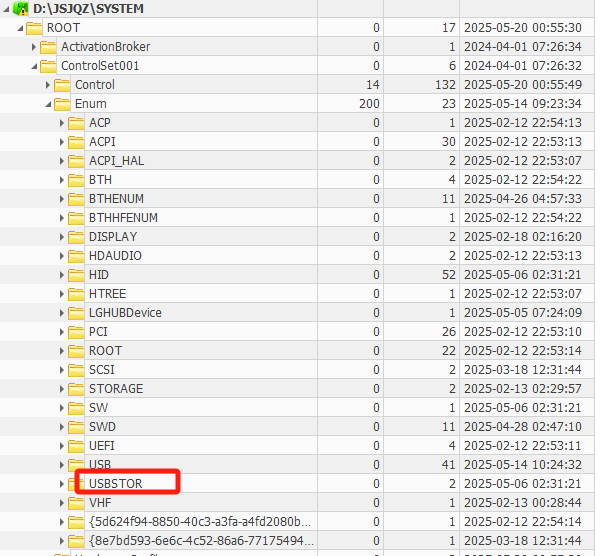 D:\JSJQZ\SYSTEM
ROOT 0 17 2025-05-20 00:55:30
ActivationBroker 0 1 2024-04-01 07:26:34
ControlSet001 0 6 2024-04-01 07:26:32
Control 14 132 2025-05-20 00:55:49
Enum 200 23 2025-05-14 09:23:34
ACP 0 1 2025-02-12 22:54:13
ACPI 0 30 2025-02-12 22:53:13
ACPI_HAL 0 2 2025-02-12 22:53:07
BTH 0 4 2025-02-12 22:54:22
BTHENUM 0 11 2025-04-26 04:57:33
BTHHFENUM 0 1 2025-02-12 22:54:22
DISPLAY 0 2 2025-02-18 02:16:20
HDAUDIO 0 2 2025-02-12 22:53:13
HID 0 52 2025-05-06 02:31:21
HTREE 0 1 2025-02-12 22:53:07
LGHUBDevice 0 1 2025-05-05 07:24:09
PCI 0 26 2025-02-12 22:53:10
ROOT 0 22 2025-02-12 22:53:14
SCSI 0 2 2025-03-18 12:31:44
STORAGE 0 2 2025-02-13 02:29:57
SW 0 1 2025-05-06 02:31:21
SWD 0 11 2025-04-28 02:47:10
UEFI 0 4 2025-02-12 22:53:11
USB 0 41 2025-05-14 10:24:32
USBSTOR 0 2 2025-05-06 02:31:21
VHF 0 1 2025-02-13 00:28:44
{5d624f94-8850-40c3-a3fa-a4fd2080b... 0 1 2025-02-12 22:54:14
{8e7bd593-6e6c-4c52-86a6-77175494... 0 1 2025-03-18 12:31:44